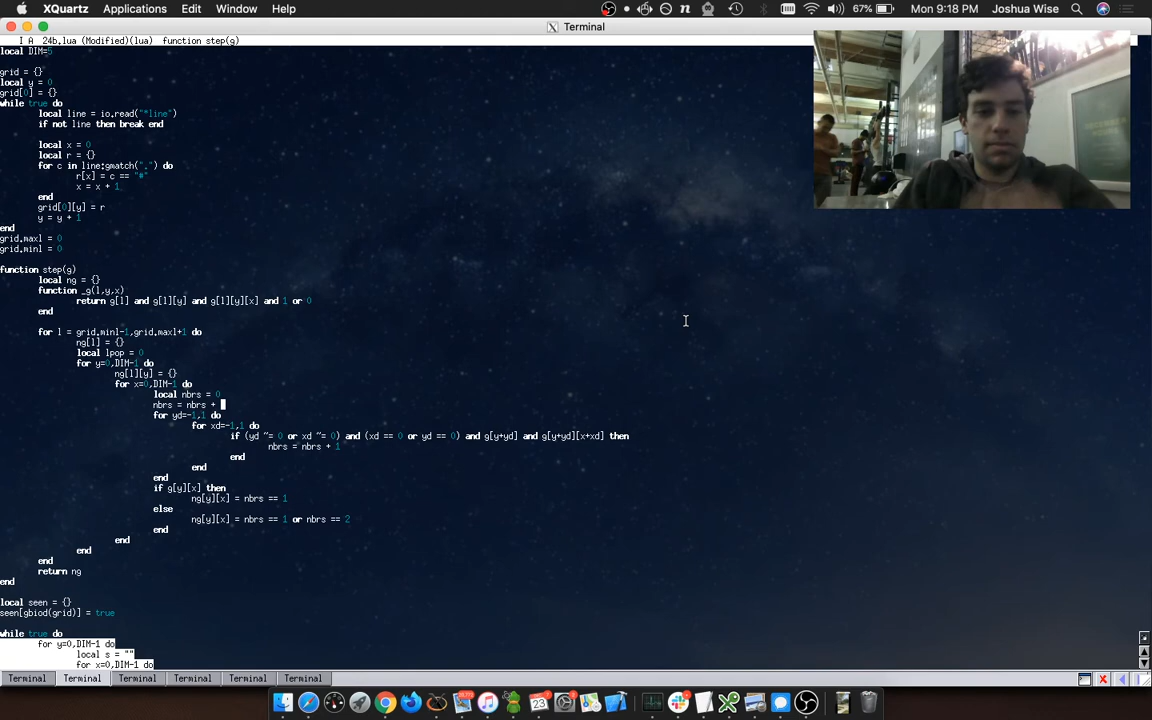 XQuartz Applications Edit Window Help 67% Mon 9:18 PM Joshua Wise
Terminal
I A 24b.lua (Modified)(lua) function step(g)
local DIM=5
grid = {}
local y = 0
grid[0] = {}
while true do
local line = io.read("*line")
if not line then break end
local x = 0
local r = {}
for c in line:gmatch(".") do
r[x] = c == "#"
x = x + 1
end
grid[0][y] = r
y = y + 1
end
grid.maxl = 0
grid.minl = 0
function step(g)
local ng = {}
function _g(l,y,x)
return g[l] and g[l][y] and g[l][y][x] and 1 or 0
end
for l = grid.minl-1,grid.maxl+1 do
ng[l] = {}
local lpop = 0
for y=0,DIM-1 do
ng[l][y] = {}
for x=0,DIM-1 do
local nbrs = 0
nbrs = nbrs +
for yd=-1,1 do
for xd=-1,1 do
if (yd ~= 0 or xd ~= 0) and (xd == 0 or yd == 0) and g[y+yd] and g[y+yd][x+xd] then
nbrs = nbrs + 1
end
end
end
if g[y][x] then
ng[y][x] = nbrs == 1
else
ng[y][x] = nbrs == 1 or nbrs == 2
end
end
end
end
return ng
end
local seen = {}
seen[gbiod(grid)] = true
while true do
for y=0,DIM-1 do
local s = ""
for x=0,DIM-1 do
Terminal Terminal Terminal Terminal Terminal Terminal